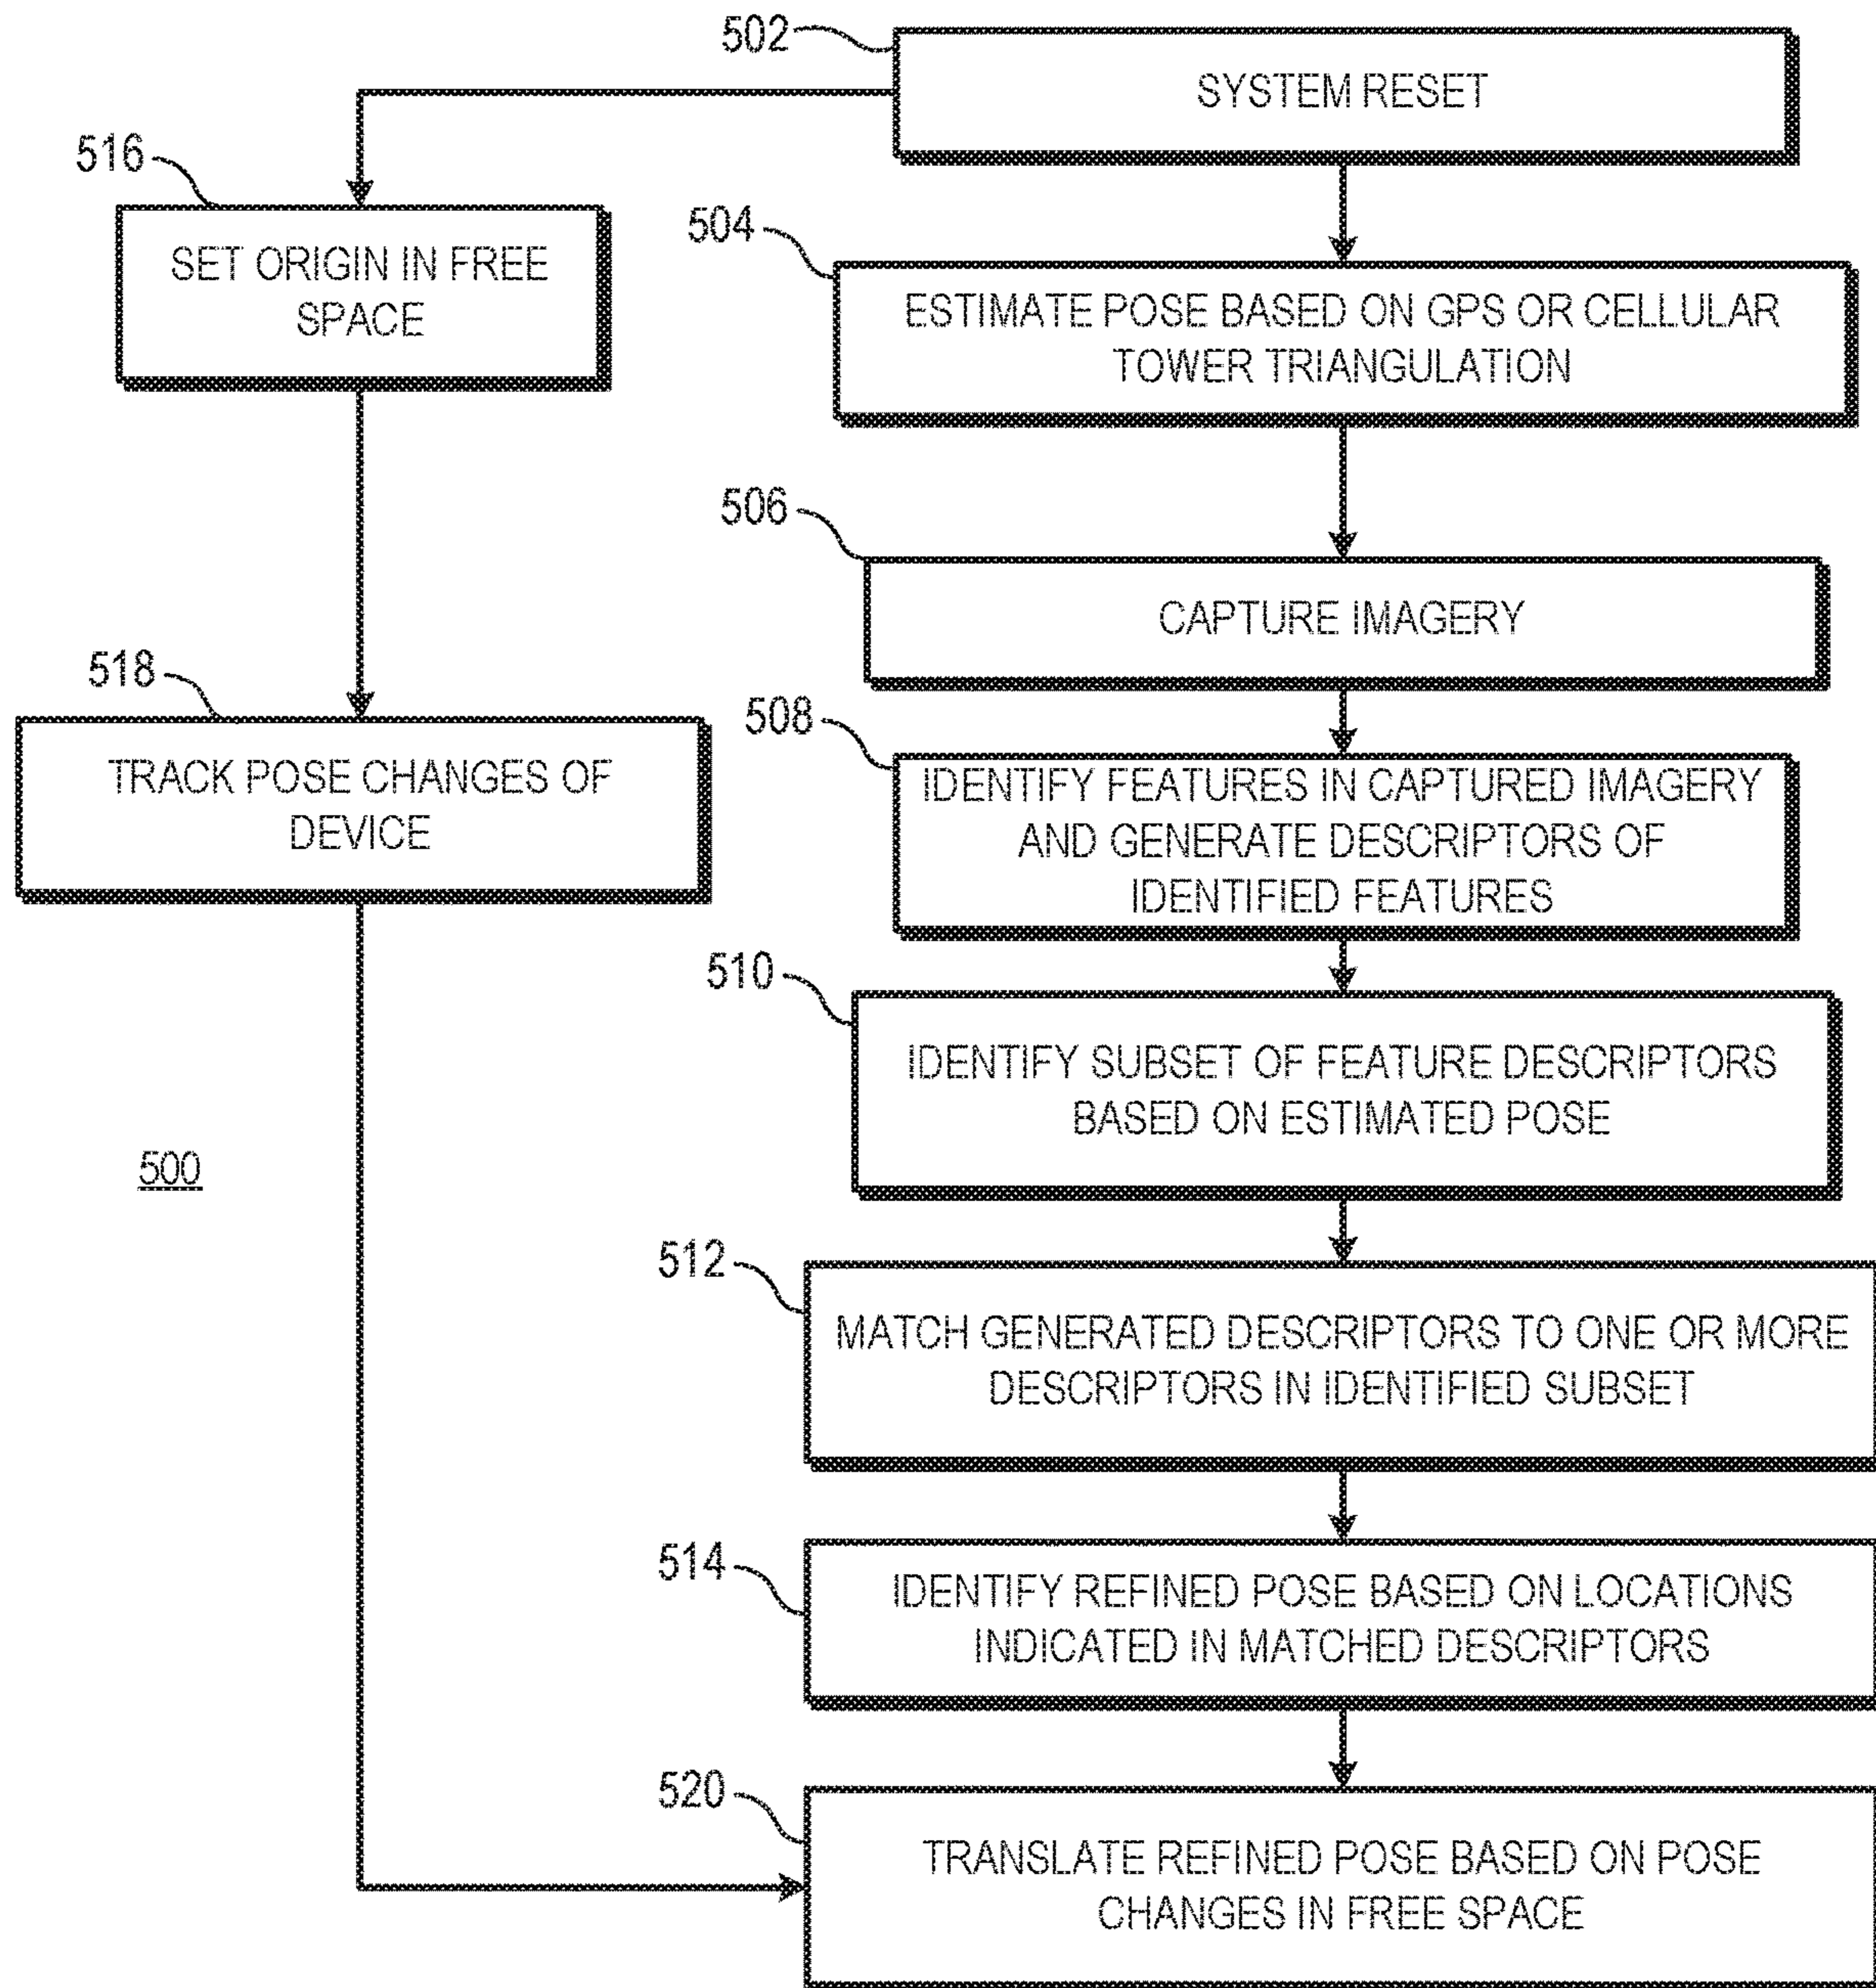 502
SYSTEM RESET
516
SET ORIGIN IN FREE
SPACE
504
ESTIMATE POSE BASED ON GPS OR CELLULAR
TOWER TRIANGULATION
506
CAPTURE IMAGERY
518
TRACK POSE CHANGES OF
DEVICE
508
IDENTIFY FEATURES IN CAPTURED IMAGERY
AND GENERATE DESCRIPTORS OF
IDENTIFIED FEATURES
510
IDENTIFY SUBSET OF FEATURE DESCRIPTORS
BASED ON ESTIMATED POSE
500
512
MATCH GENERATED DESCRIPTORS TO ONE OR MORE
DESCRIPTORS IN IDENTIFIED SUBSET
514
IDENTIFY REFINED POSE BASED ON LOCATIONS
INDICATED IN MATCHED DESCRIPTORS
520
TRANSLATE REFINED POSE BASED ON POSE
CHANGES IN FREE SPACE